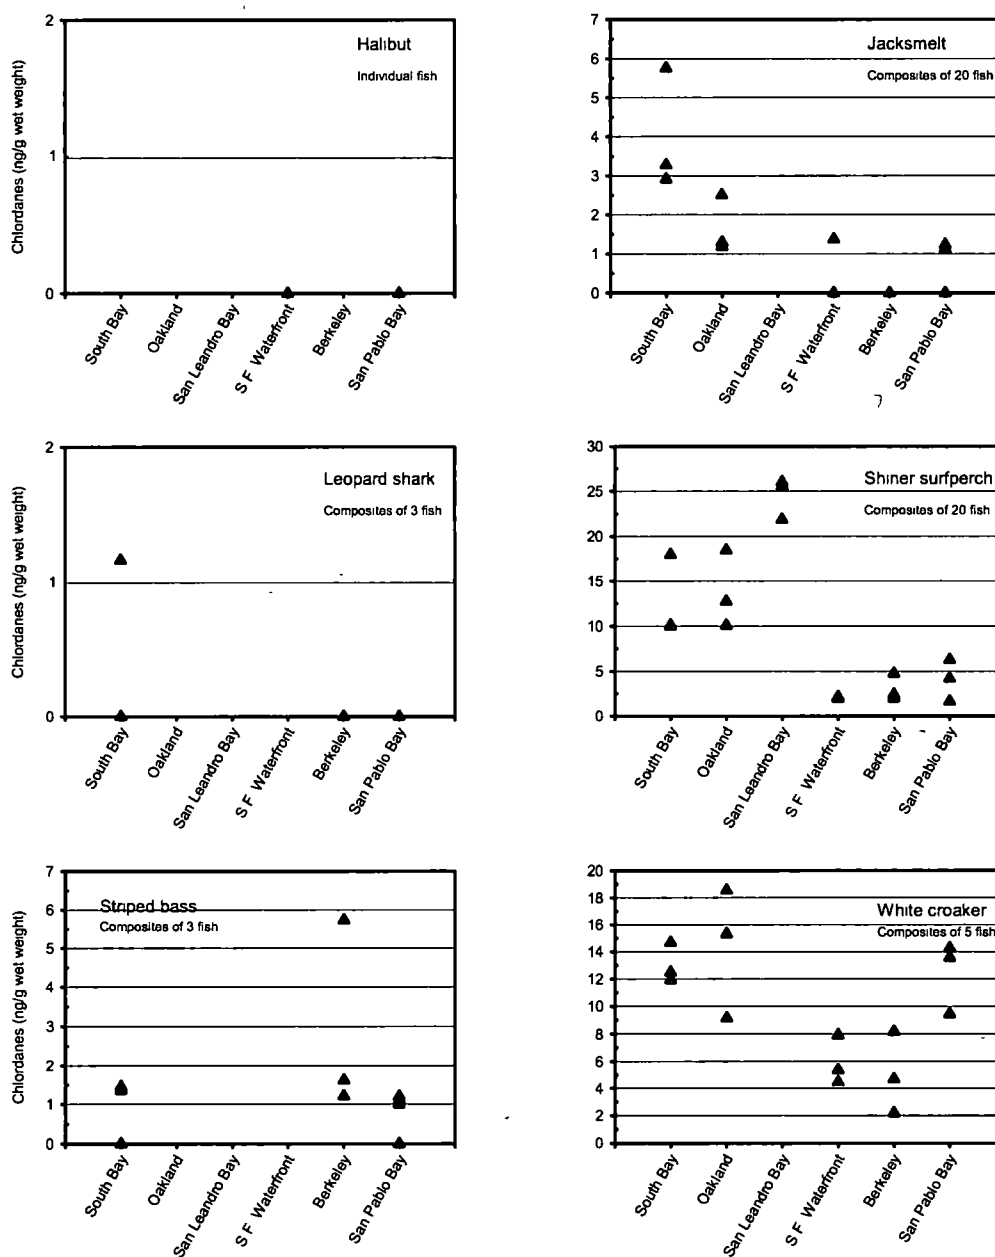 Halibut
Individual fish
Chlordanes (ng/g wet weight)
2
1
0
South Bay
Oakland
San Leandro Bay
S F Waterfront
Berkeley
San Pablo Bay
Jacksmelt
Composites of 20 fish
7
6
5
4
3
2
1
0
South Bay
Oakland
San Leandro Bay
S F Waterfront
Berkeley
San Pablo Bay
Leopard shark
Composites of 3 fish
Chlordanes (ng/g wet weight)
2
1
0
South Bay
Oakland
San Leandro Bay
S F Waterfront
Berkeley
San Pablo Bay
Shiner surfperch
Composites of 20 fish
30
25
20
15
10
5
0
South Bay
Oakland
San Leandro Bay
S F Waterfront
Berkeley
San Pablo Bay
Striped bass
Composites of 3 fish
Chlordanes (ng/g wet weight)
7
6
5
4
3
2
1
0
South Bay
Oakland
San Leandro Bay
S F Waterfront
Berkeley
San Pablo Bay
White croaker
Composites of 5 fish
20
18
16
14
12
10
8
6
4
2
0
South Bay
Oakland
San Leandro Bay
S F Waterfront
Berkeley
San Pablo Bay